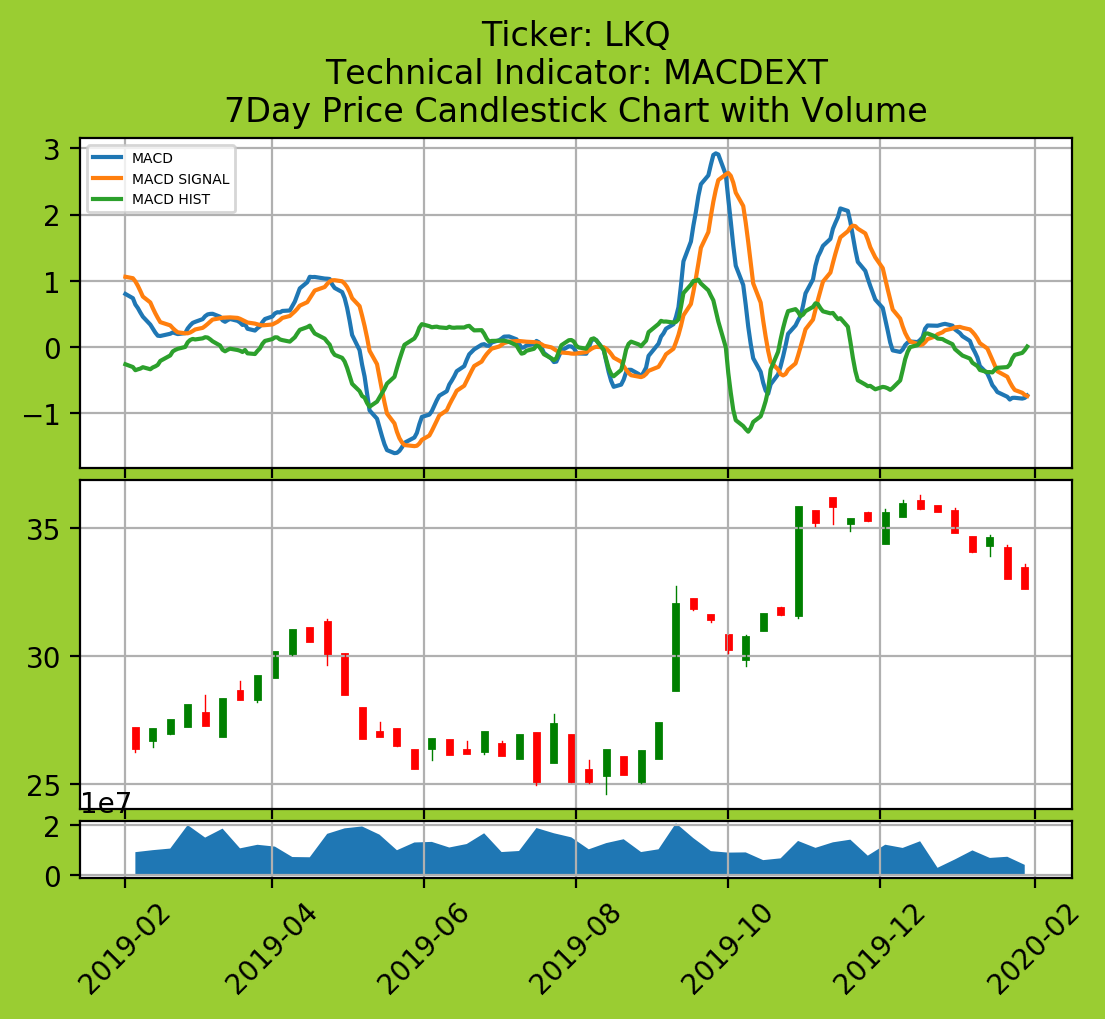 Ticker: LKQ
Technical Indicator: MACDEXT
7Day Price Candlestick Chart with Volume
3
2
1
0
−1
MACD
MACD SIGNAL
MACD HIST
35
30
25
1e7
2
0
2019-02
2019-04
2019-06
2019-08
2019-10
2019-12
2020-02